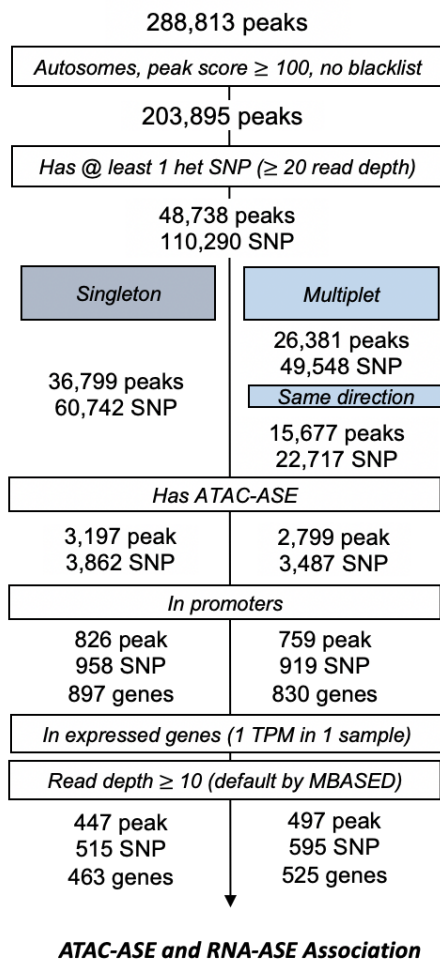 288,813 peaks
Autosomes, peak score ≥ 100, no blacklist
203,895 peaks
Has @ least 1 het SNP (≥ 20 read depth)
48,738 peaks
110,290 SNP
Singleton
Multiplet
36,799 peaks
60,742 SNP
26,381 peaks
49,548 SNP
Same direction
15,677 peaks
22,717 SNP
Has ATAC-ASE
3,197 peak
3,862 SNP
2,799 peak
3,487 SNP
In promoters
826 peak
958 SNP
897 genes
759 peak
919 SNP
830 genes
In expressed genes (1 TPM in 1 sample)
Read depth ≥ 10 (default by MBASED)
447 peak
515 SNP
463 genes
497 peak
595 SNP
525 genes
ATAC-ASE and RNA-ASE Association